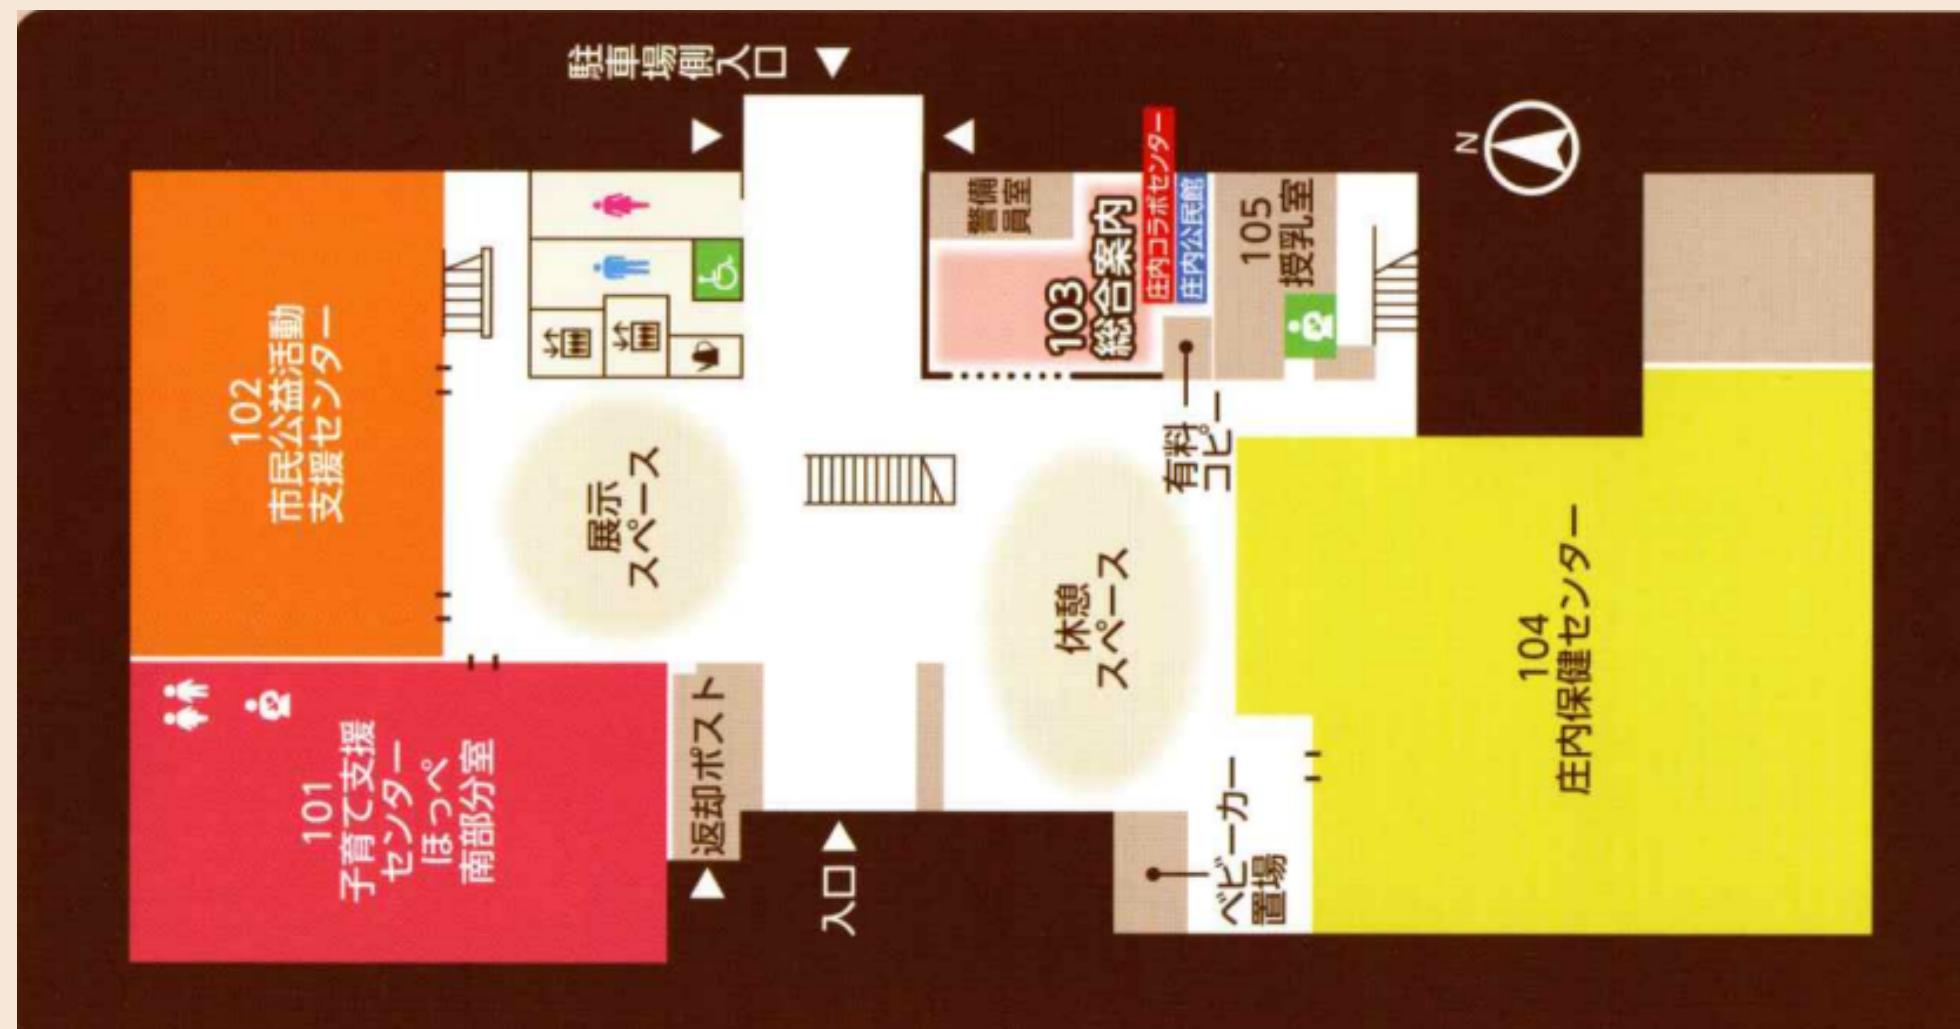 駐車場側入口
N
102
市民公益活動
支援センター
警備
員室
103
総合案内
庄内コラボセンター
庄内公民館
105
授乳室
有料
コピー
展示
スペース
休憩
スペース
104
庄内保健センター
101
子育て支援
センター
ほっぺ
南部分室
返却ポスト
入口
ベビーカー
置場